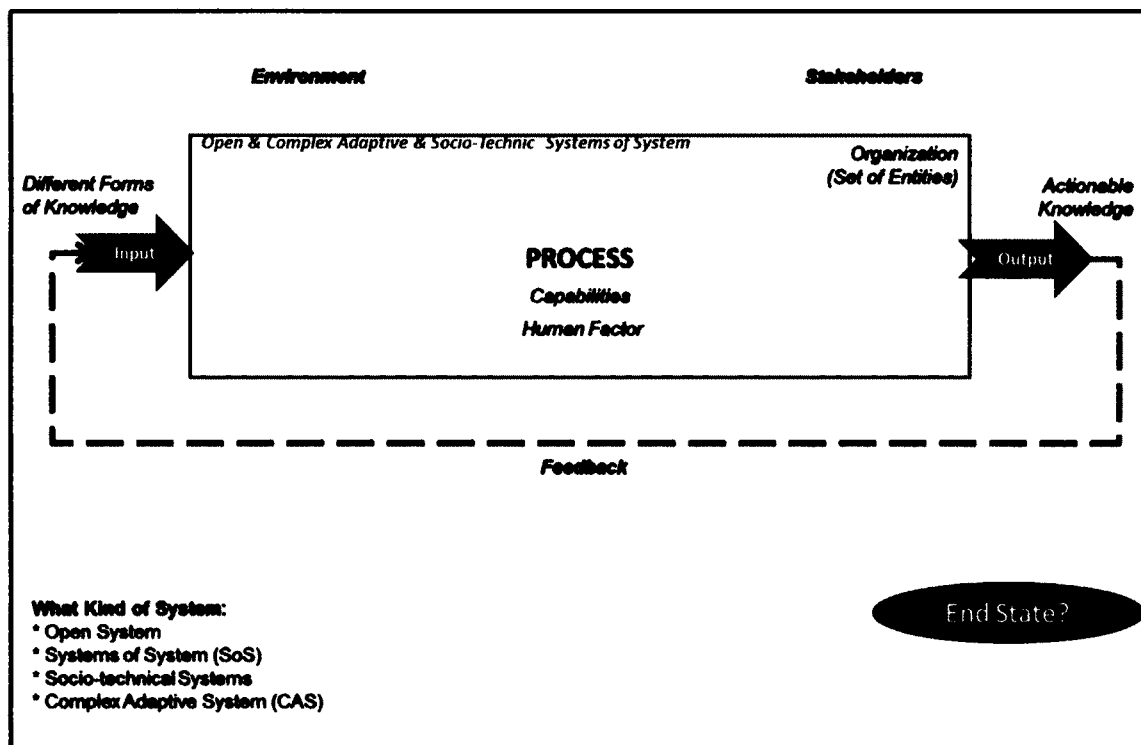 Environment
Stakeholders
Open & Complex Adaptive & Socio-Technic Systems of System
Organization
(Set of Entities)
Different Forms
of Knowledge
Actionable
Knowledge
Input
PROCESS
Capabilities
Human Factor
Output
Feedback
What Kind of System:
* Open System
* Systems of System (SoS)
* Socio-technical Systems
* Complex Adaptive System (CAS)
End State?